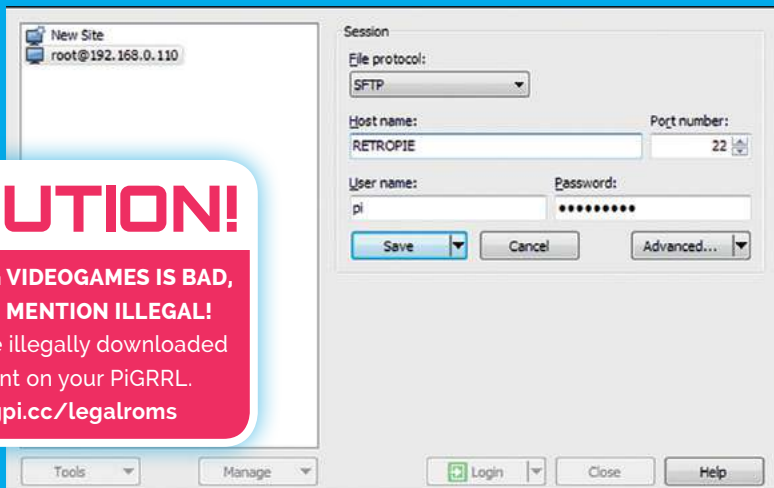 New Site
root@192.168.0.110
Session
File protocol:
SFTP
Host name:
Port number:
RETROPIE
22
User name:
Password:
pi
•••••••••
Save
Cancel
Advanced...
UTION!
VIDEOGAMES IS BAD,
MENTION ILLEGAL!
illegally downloaded
nt on your PiGRRL.
gpi.cc/legalroms
Tools
Manage
Login
Close
Help